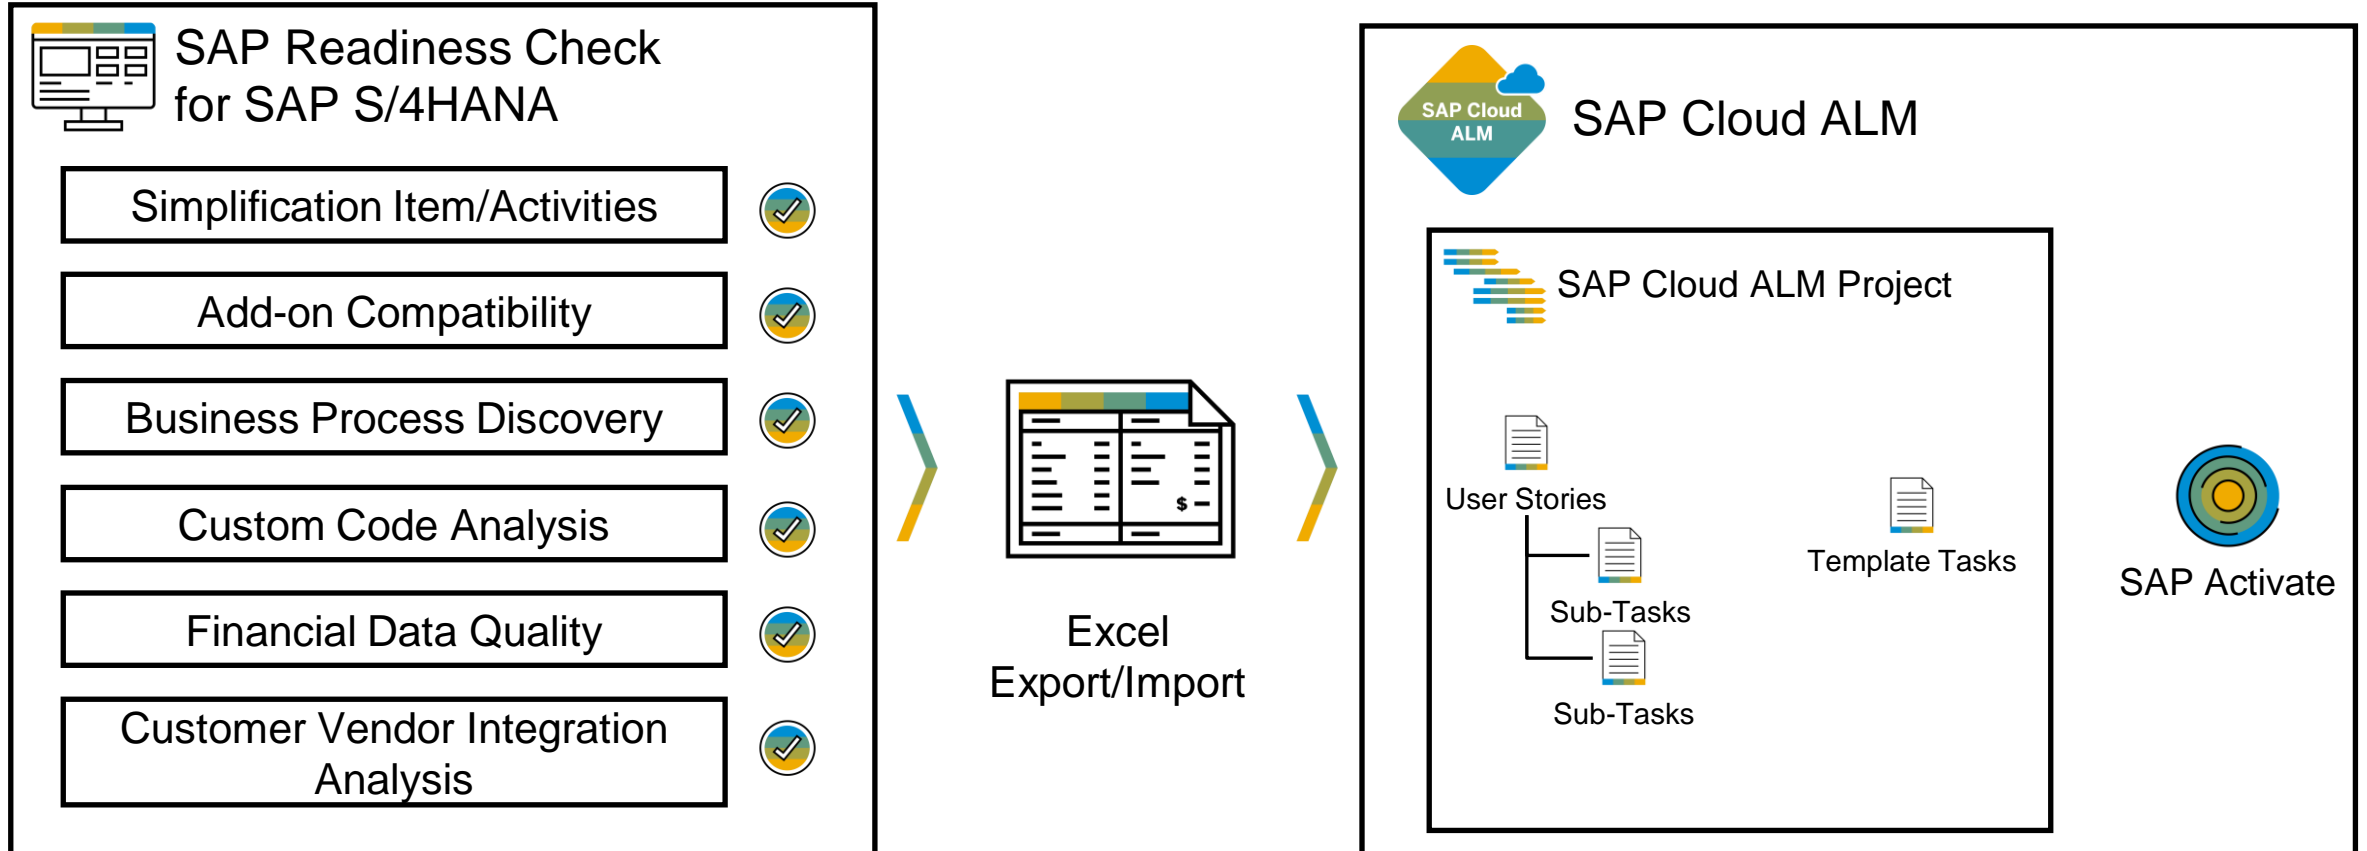 SAP Readiness Check
for SAP S/4HANA
Simplification Item/Activities
Add-on Compatibility
Business Process Discovery
Custom Code Analysis
Financial Data Quality
Customer Vendor Integration
Analysis
$
Excel
Export/Import
SAP Cloud
ALM
SAP Cloud ALM
SAP Cloud ALM Project
User Stories
Sub-Tasks
Sub-Tasks
Template Tasks
SAP Activate